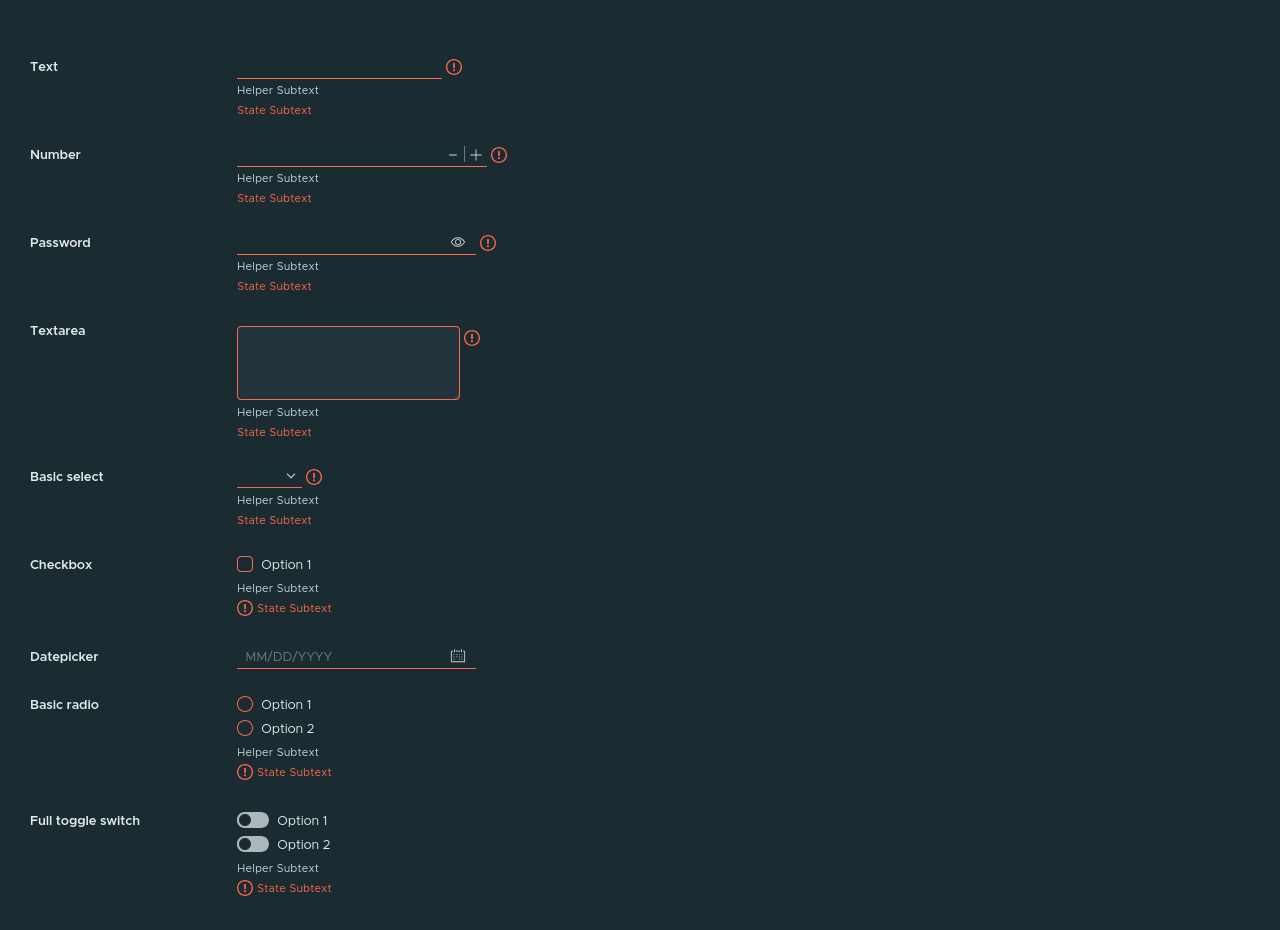 Text
Helper Subtext
State Subtext
Number
Helper Subtext
State Subtext
Password
Helper Subtext
State Subtext
Textarea
Helper Subtext
State Subtext
Basic select
Helper Subtext
State Subtext
Checkbox Option 1
Helper Subtext
State Subtext
Datepicker MM/DD/YYYY
Basic radio Option 1
Option 2
Helper Subtext
State Subtext
Full toggle switch Option 1
Option 2
Helper Subtext
State Subtext